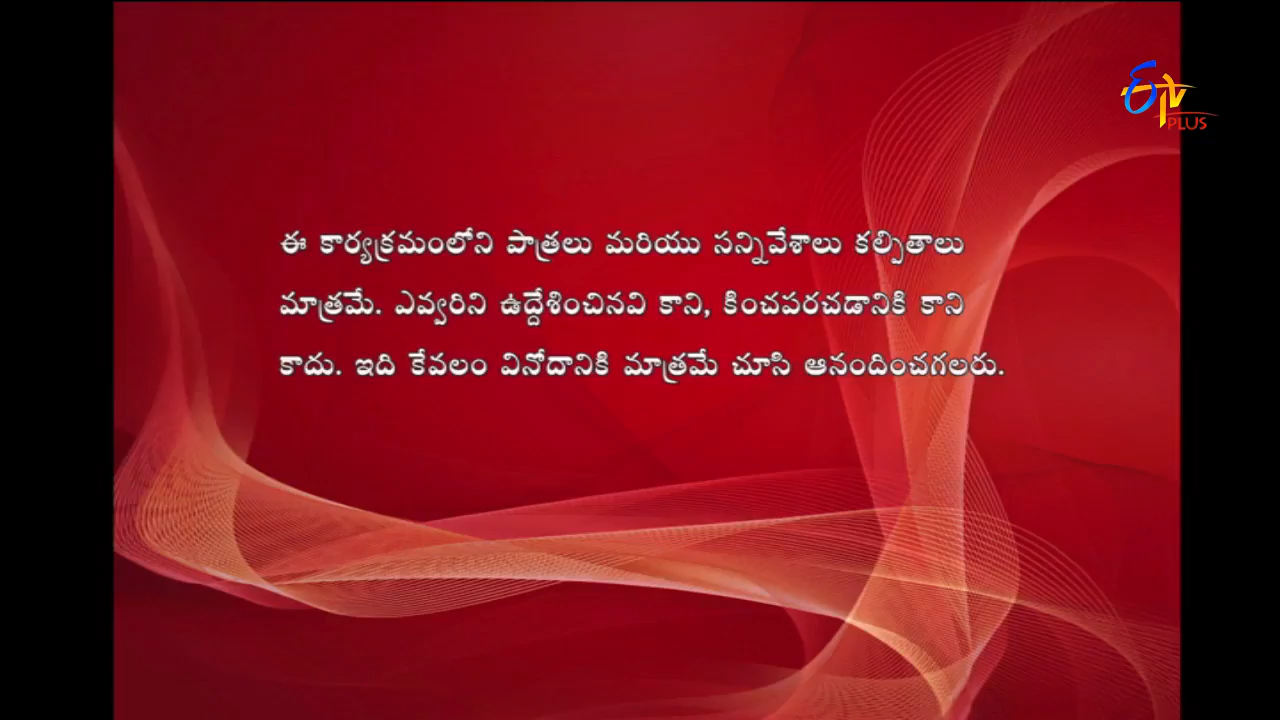 ETV
PLUS
ఈ కార్యక్రమంలోని పాత్రలు మరియు సన్నివేశాలు కల్పితాలు
మాత్రమే. ఎవ్వరిని ఉద్దేశించినవి కాని, కించపరచడానికి కాని
కాదు. ఇది కేవలం వినోదానికి మాత్రమే చూసి ఆనందించగలరు.